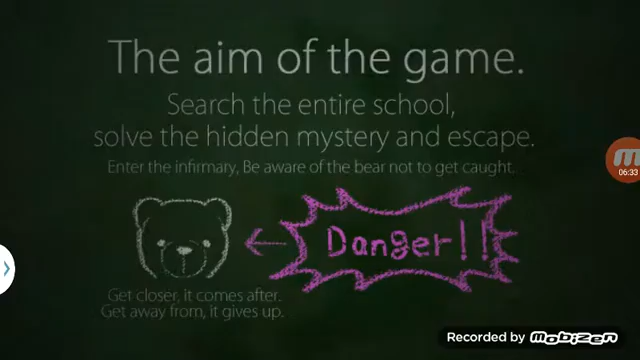 The aim of the game.
Search the entire school,
solve the hidden mystery and escape.
Enter the infirmary, Be aware of the bear not to get caught.
Danger!!
Get closer, it comes after.
Get away from, it gives up.
06:33
Recorded by mobizen